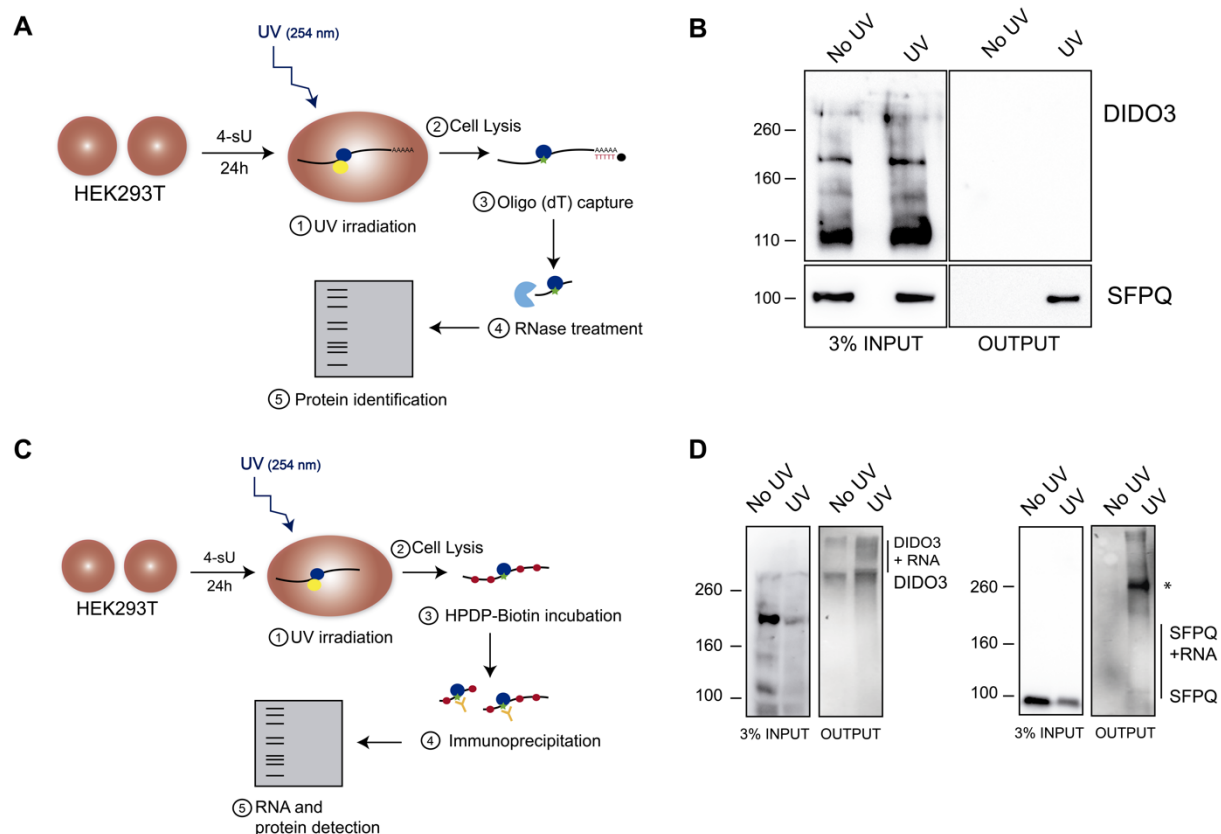 A
UV (254 nm)
4-sU
24h
HEK293T
AAAAA
① UV irradiation
② Cell Lysis
AAAAA
TTTTT
③ Oligo (dT) capture
④ RNase treatment
⑤ Protein identification
B
No UV
UV
No UV
UV
260
160
110
100
DIDO3
SFPQ
3% INPUT
OUTPUT
C
UV (254 nm)
4-sU
24h
HEK293T
① UV irradiation
② Cell Lysis
③ HPDP-Biotin incubation
④ Immunoprecipitation
⑤ RNA and
protein detection
D
No UV
UV
No UV
UV
260
160
100
DIDO3
+ RNA
DIDO3
3% INPUT
OUTPUT
No UV
UV
No UV
UV
260
160
100
*
SFPQ
+RNA
SFPQ
3% INPUT
OUTPUT